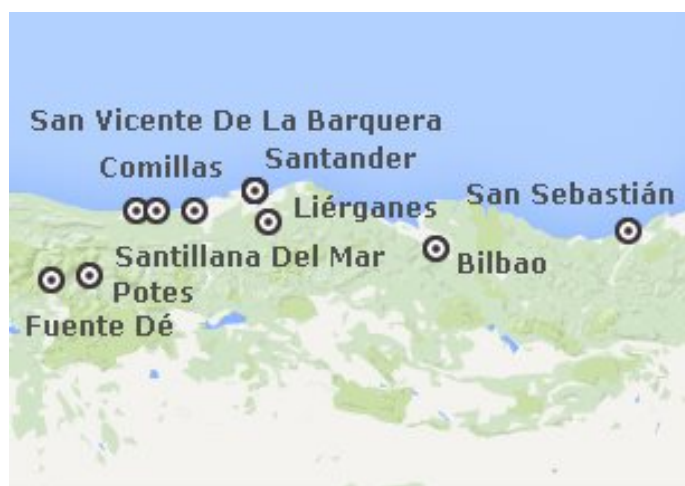 San Vicente De La Barquera
Comillas
Santander
San Sebastián
Liérganes
Santillana Del Mar
Bilbao
Potes
Fuente Dé